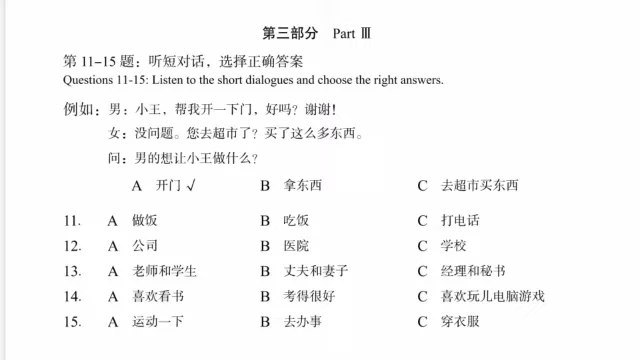 第三部分 Part Ⅲ
第 11-15 题：听短对话，选择正确答案
Questions 11-15: Listen to the short dialogues and choose the right answers.
例如：男：小王，帮我开一下门，好吗？谢谢！
女：没问题。您去超市了？买了这么多东西。
问：男的想让小王做什么？
A 开门 √ B 拿东西 C 去超市买东西
11. A 做饭 B 吃饭 C 打电话
12. A 公司 B 医院 C 学校
13. A 老师和学生 B 丈夫和妻子 C 经理和秘书
14. A 喜欢看书 B 考得很好 C 喜欢玩儿电脑游戏
15. A 运动一下 B 去办事 C 穿衣服